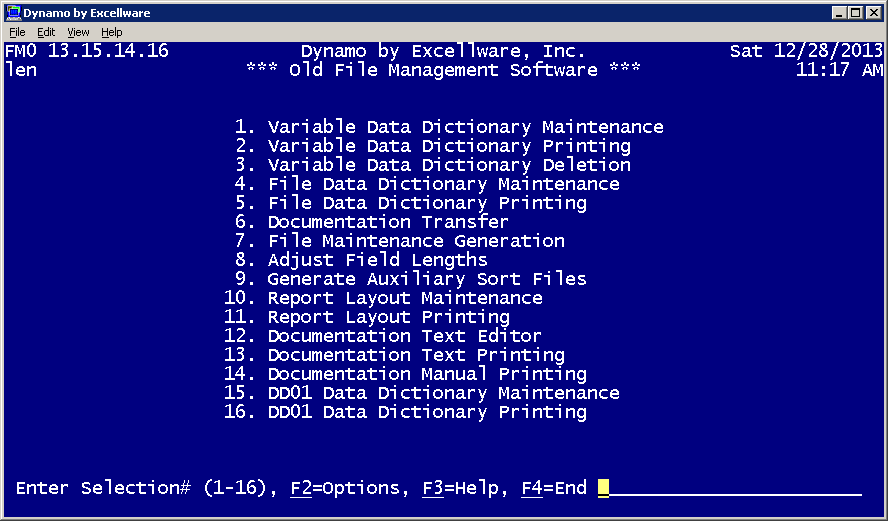 Dynamo by Excellware
File Edit View Help
FM0 13.15.14.16 Dynamo by Excellware, Inc. Sat 12/28/2013
len *** Old File Management Software *** 11:17 AM
1. Variable Data Dictionary Maintenance
2. Variable Data Dictionary Printing
3. Variable Data Dictionary Deletion
4. File Data Dictionary Maintenance
5. File Data Dictionary Printing
6. Documentation Transfer
7. File Maintenance Generation
8. Adjust Field Lengths
9. Generate Auxiliary Sort Files
10. Report Layout Maintenance
11. Report Layout Printing
12. Documentation Text Editor
13. Documentation Text Printing
14. Documentation Manual Printing
15. DD01 Data Dictionary Maintenance
16. DD01 Data Dictionary Printing
Enter Selection# (1-16), F2=Options, F3=Help, F4=End